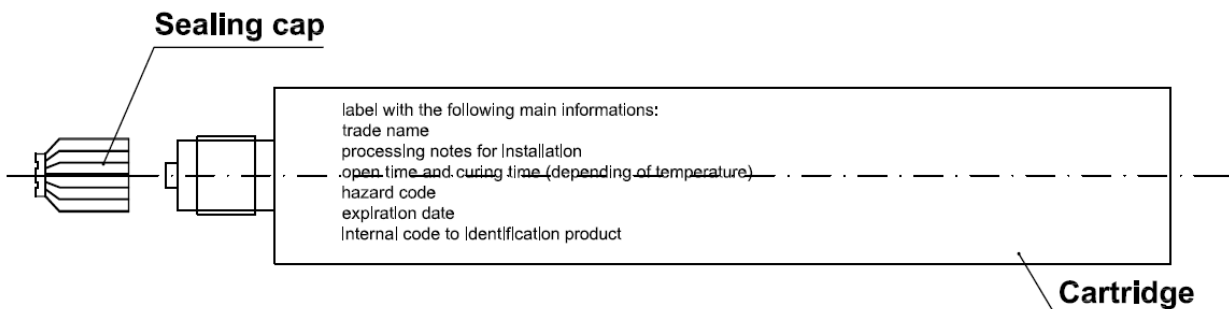 Sealing cap
label with the following main informations:
trade name
processing notes for installation
open time and curing time (depending of temperature)
hazard code
expiration date
internal code to identification product
Cartridge